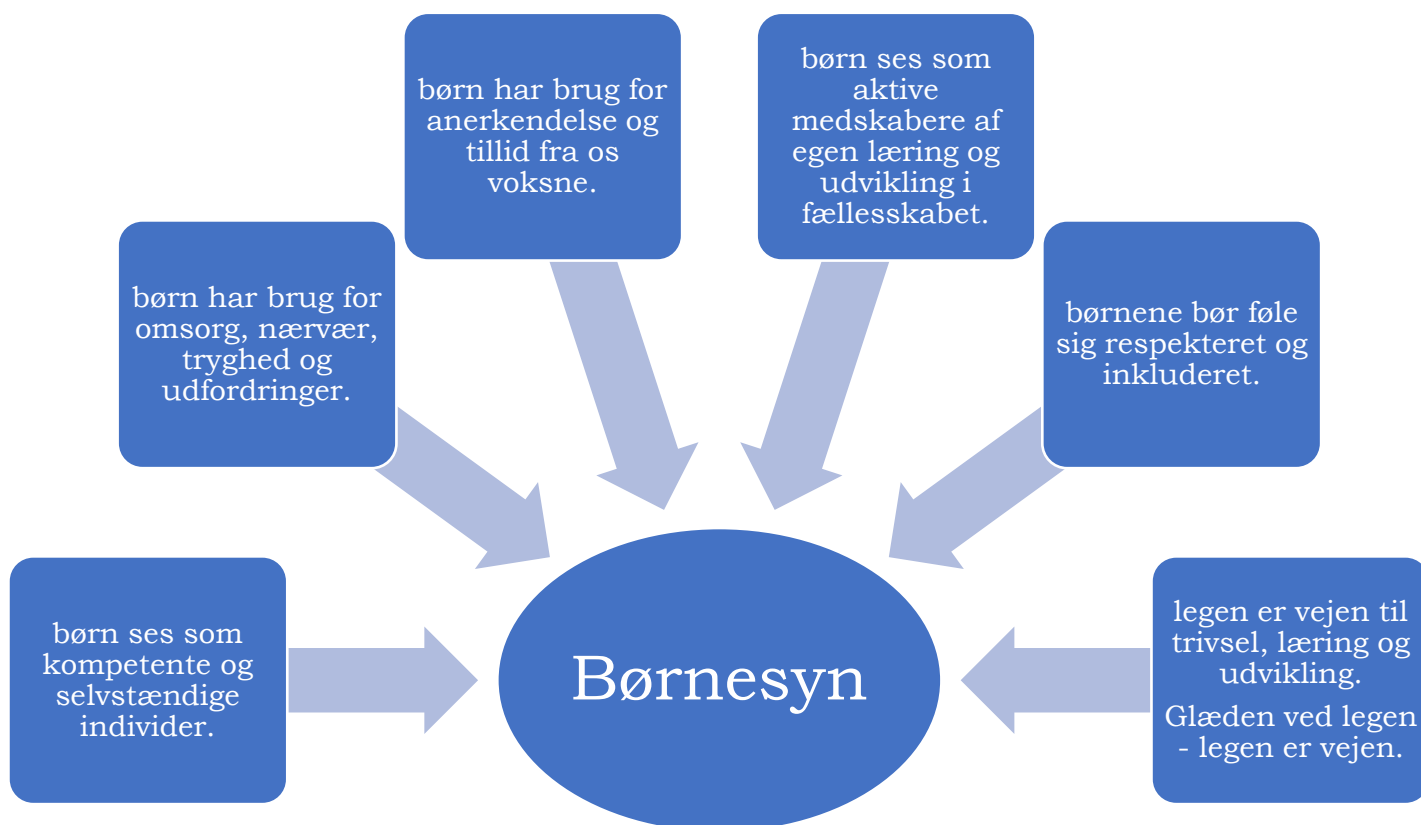 børn ses som
kompetente og
selvstændige
individer.
børn har brug for
omsorg, nærvær,
tryghed og
udfordringer.
børn har brug for
anerkendelse og
tillid fra os
voksne.
børn ses som
aktive
medskabere af
egen læring og
udvikling i
fællesskabet.
børnene bør føle
sig respekteret og
inkluderet.
legen er vejen til
trivsel, læring og
udvikling.
Glæden ved legen
- legen er vejen.
Børnesyn